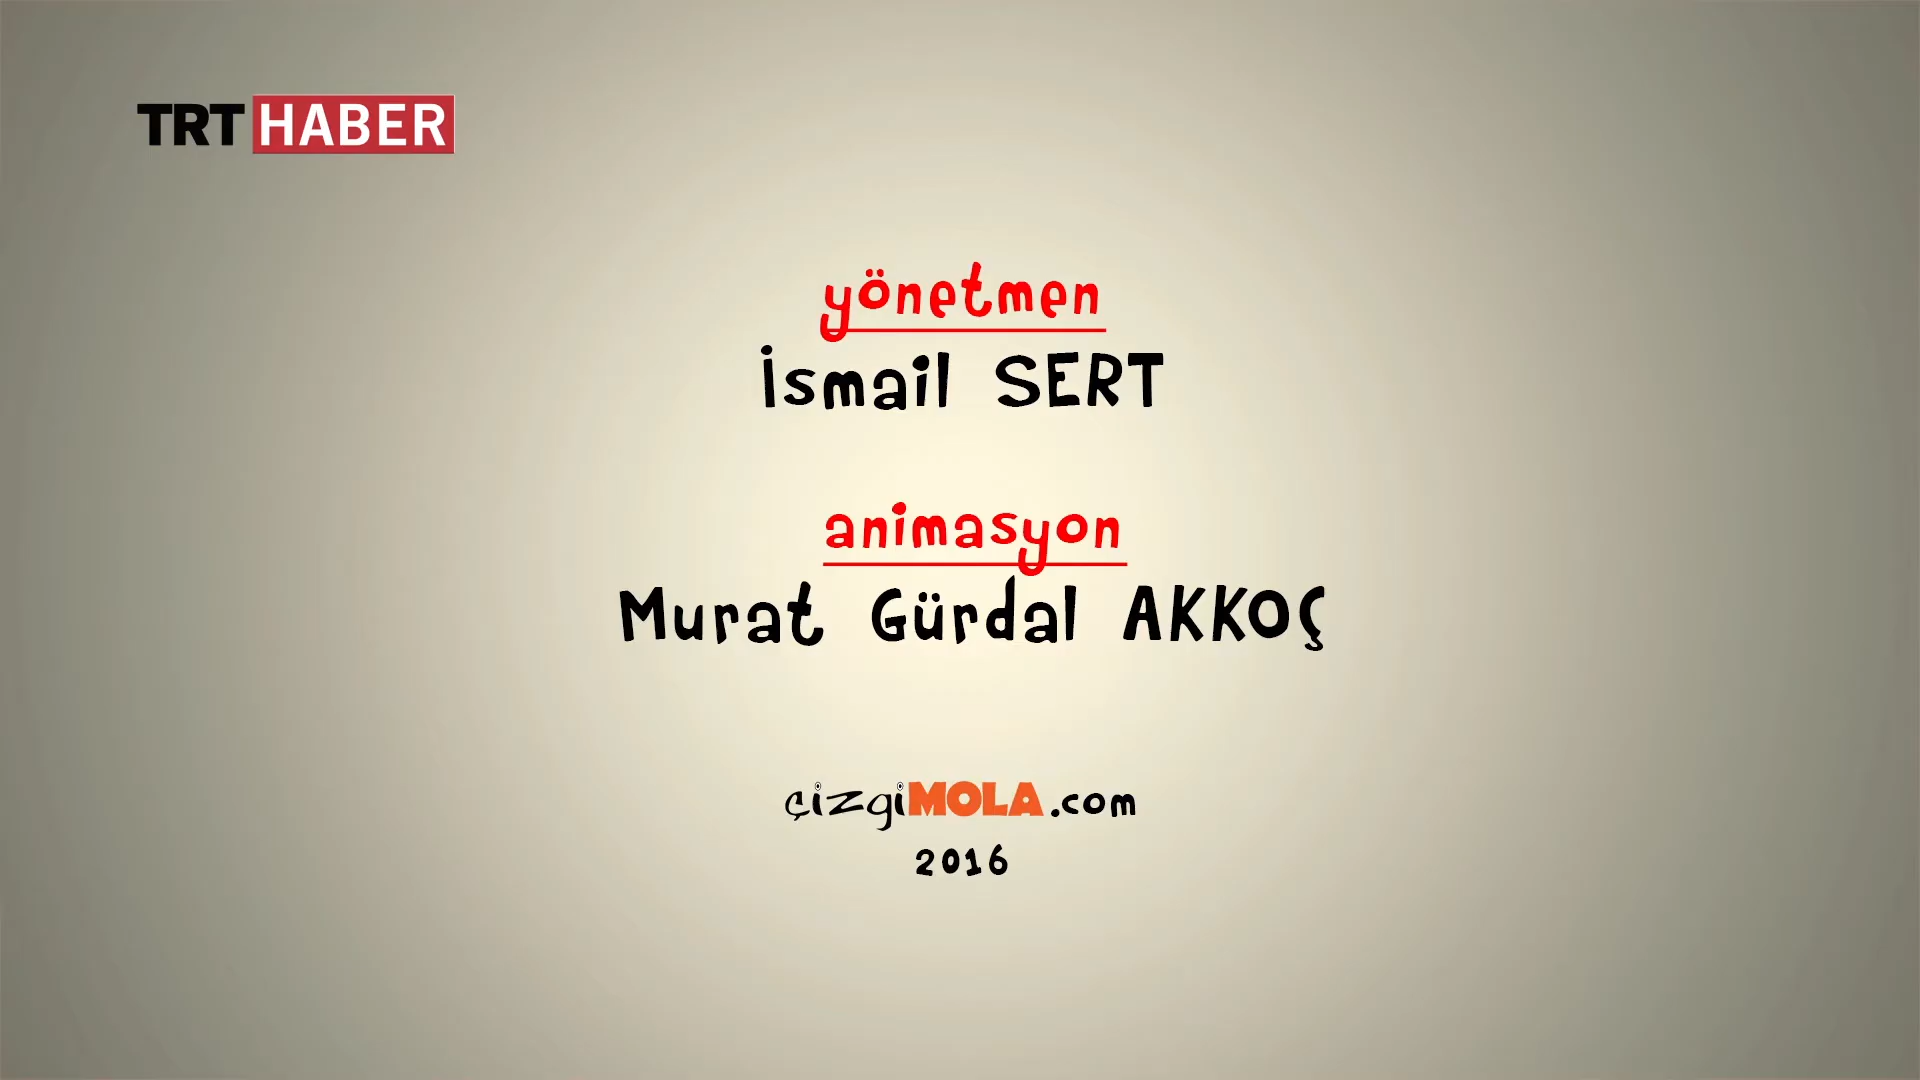 TRT HABER
yönetmen
İsmail SERT
animasyon
Murat Gürdal AKKOÇ
çizgiMOLA.com
2016